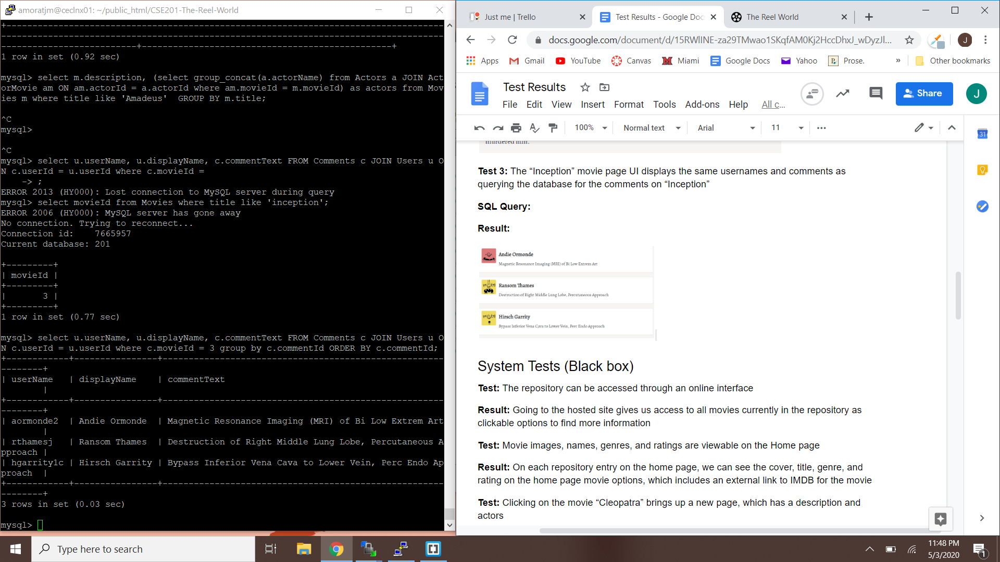 amoratjm@ceclnx01: ~/public_html/CSE201-The-Reel-World
1 row in set (0.92 sec)
mysql> select m.description, (select group_concat(a.actorName) from Actors a JOIN Act
orMovie am ON am.actorId = a.actorId where am.movieId = m.movieId) as actors from Mov
ies m where title like 'Amadeus'  GROUP BY m.title;
^C
mysql>
^C
mysql> select u.userName, u.displayName, c.commentText FROM Comments c JOIN Users u O
N c.userId = u.userId where c.movieId =
    -> ;
ERROR 2013 (HY000): Lost connection to MySQL server during query
mysql> select movieId from Movies where title like 'inception';
ERROR 2006 (HY000): MySQL server has gone away
No connection. Trying to reconnect...
Connection id:    7665957
Current database: 201
+---------+
| movieId |
+---------+
|       3 |
+---------+
1 row in set (0.77 sec)
mysql> select u.userName, u.displayName, c.commentText FROM Comments c JOIN Users u O
N c.userId = u.userId where c.movieId = 3 group by c.commentId ORDER BY c.commentId;
| userName   | displayName    | commentText
|
| aormonde2  | Andie Ormonde  | Magnetic Resonance Imaging (MRI) of Bi Low Extrem Art
|
| rthamesj   | Ransom Thames  | Destruction of Right Middle Lung Lobe, Percutaneous A
pproach |
| hgarrity1c | Hirsch Garrity | Bypass Inferior Vena Cava to Lower Vein, Perc Endo Ap
proach  |
3 rows in set (0.03 sec)
mysql>
Just me | Trello
Test Results - Google Doc
The Reel World
docs.google.com/document/d/15RWlINE-za29TMwao1SKqfAM0Kj2HccDhxJ_wDyzJl...
J
Apps
Gmail
YouTube
Canvas
Miami
Google Docs
Yahoo
Prose.
»
Other bookmarks
Test Results
Share
J
File
Edit
View
Insert
Format
Tools
Add-ons
Help
All c...
100%
Normal text
Arial
11
31
murdered him.
Test 3: The “Inception” movie page UI displays the same usernames and comments as
querying the database for the comments on “Inception”
SQL Query:
Result:
Andie Ormonde
Magnetic Resonance Imaging (MRI) of Bi Low Extrem Art
Ransom Thames
Destruction of Right Middle Lung Lobe, Percutaneous Approach
Hirsch Garrity
Bypass Inferior Vena Cava to Lower Vein, Perc Endo Approach
System Tests (Black box)
Test: The repository can be accessed through an online interface
Result: Going to the hosted site gives us access to all movies currently in the repository as
clickable options to find more information
Test: Movie images, names, genres, and ratings are viewable on the Home page
Result: On each repository entry on the home page, we can see the cover, title, genre, and
rating on the home page movie options, which includes an external link to IMDB for the movie
Test: Clicking on the movie “Cleopatra” brings up a new page, which has a description and
actors
Type here to search
11:48 PM
5/3/2020
1